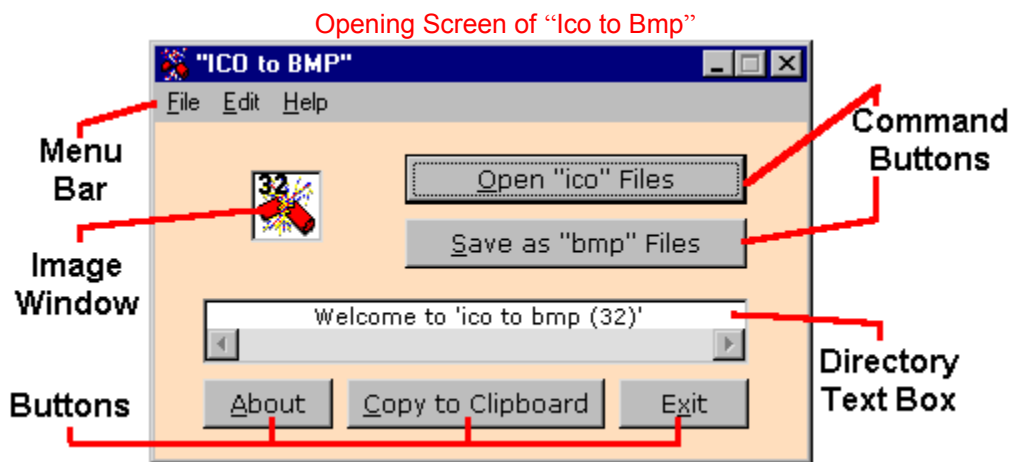 Opening Screen of “Ico to Bmp”
"ICO to BMP"
File Edit Help
Menu
Bar
Command
Buttons
32
Open "ico" Files
Save as "bmp" Files
Image
Window
Welcome to 'ico to bmp (32)'
Directory
Text Box
Buttons
About Copy to Clipboard Exit